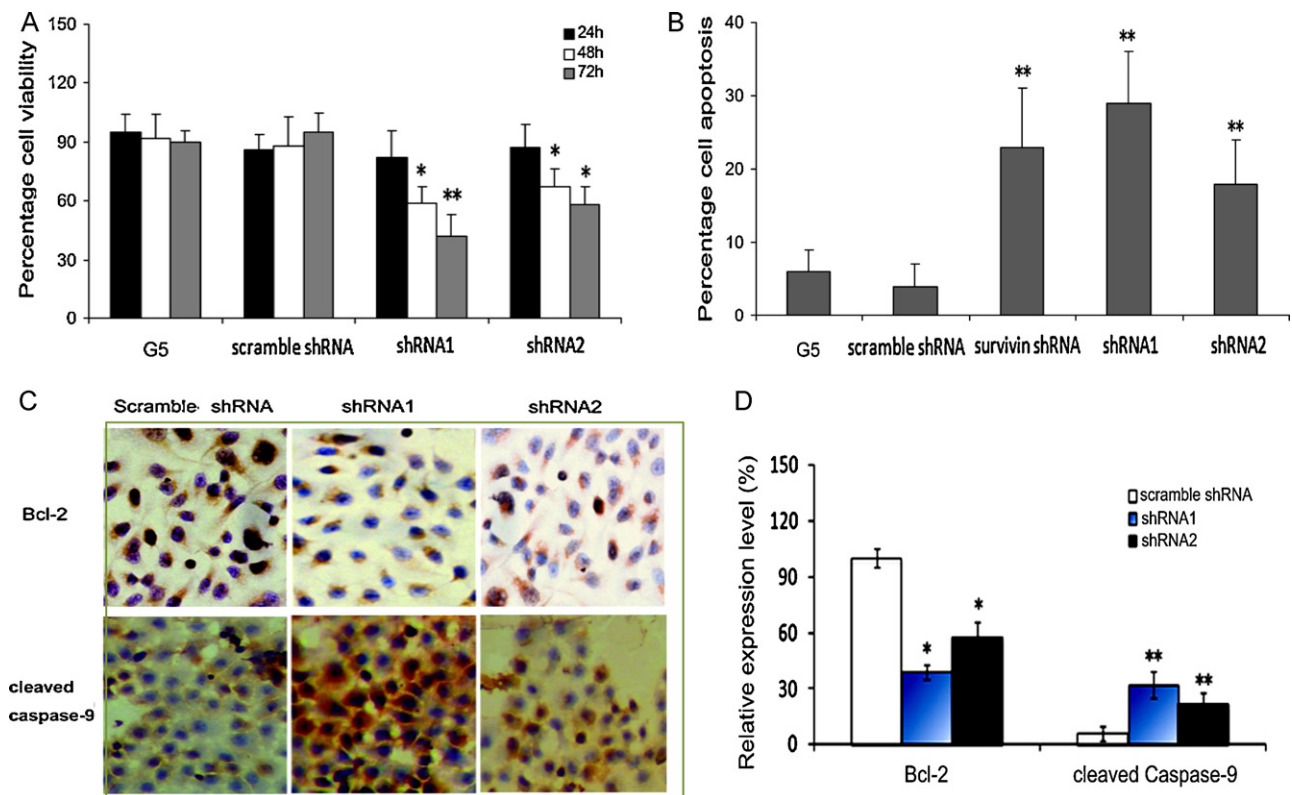 A
Percentage cell viability
150
120
90
60
30
0
24h
48h
72h
*
**
*
*
G5
scramble shRNA
shRNA1
shRNA2
B
Percentage cell apoptosis
40
30
20
10
0
**
**
**
G5
scramble shRNA
survivin shRNA
shRNA1
shRNA2
C
Scramble· shRNA
shRNA1
shRNA2
Bcl-2
cleaved
caspase-9
D
Relative expression level (%)
150
120
90
60
30
0
scramble shRNA
shRNA1
shRNA2
*
*
**
**
Bcl-2
cleaved Caspase-9